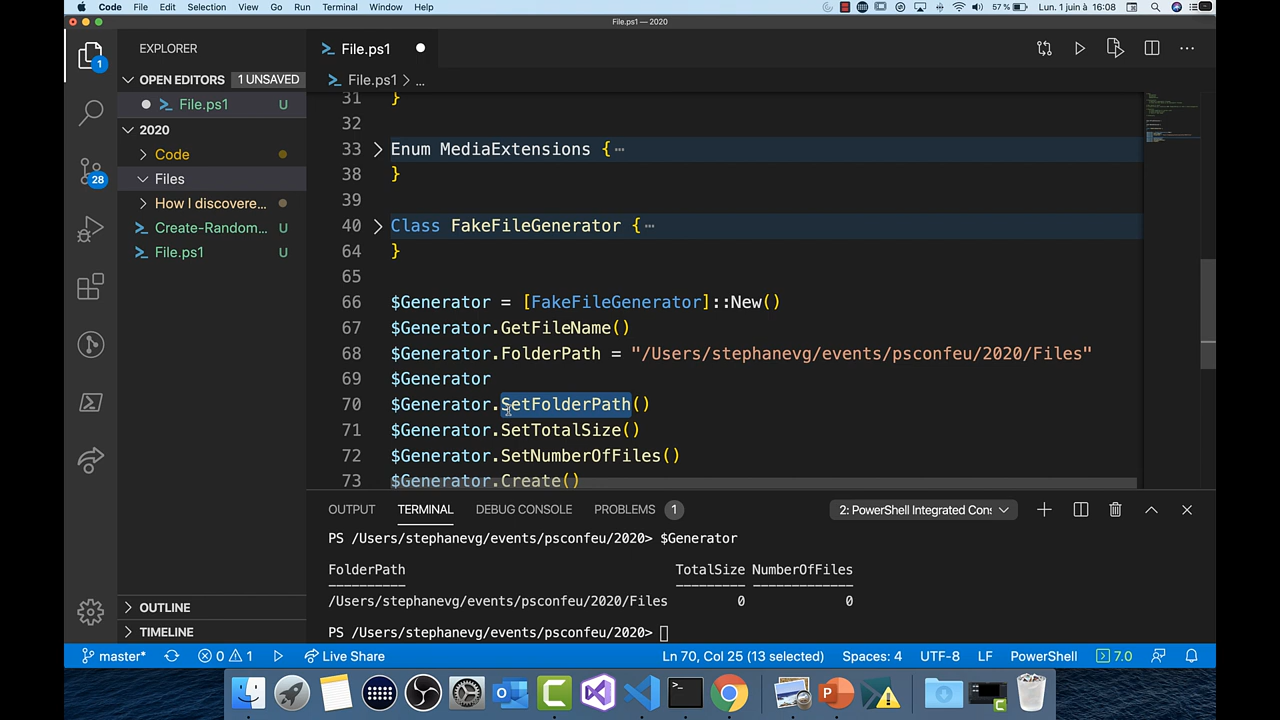 Code File Edit Selection View Go Run Terminal Window Help 57 % Lun. 1 juin à 16:08
File.ps1 — 2020
EXPLORER
File.ps1
1
OPEN EDITORS 1 UNSAVED
File.ps1 U
File.ps1 > ...
2020
Code
Files
How I discovere...
Create-Random... U
File.ps1 U
28
31 }
32
33 Enum MediaExtensions {
38 }
39
40 Class FakeFileGenerator {
64 }
65
66 $Generator = [FakeFileGenerator]::New()
67 $Generator.GetFileName()
68 $Generator.FolderPath = "/Users/stephanevg/events/psconfeu/2020/Files"
69 $Generator
70 $Generator.SetFolderPath()
71 $Generator.SetTotalSize()
72 $Generator.SetNumberOfFiles()
73 $Generator.Create()
OUTPUT TERMINAL DEBUG CONSOLE PROBLEMS 1 2: PowerShell Integrated Cons
PS /Users/stephanevg/events/psconfeu/2020> $Generator
FolderPath TotalSize NumberOfFiles
---------- --------- -------------
/Users/stephanevg/events/psconfeu/2020/Files 0 0
PS /Users/stephanevg/events/psconfeu/2020>
OUTLINE
TIMELINE
master* 0 1 Live Share Ln 70, Col 25 (13 selected) Spaces: 4 UTF-8 LF PowerShell 7.0